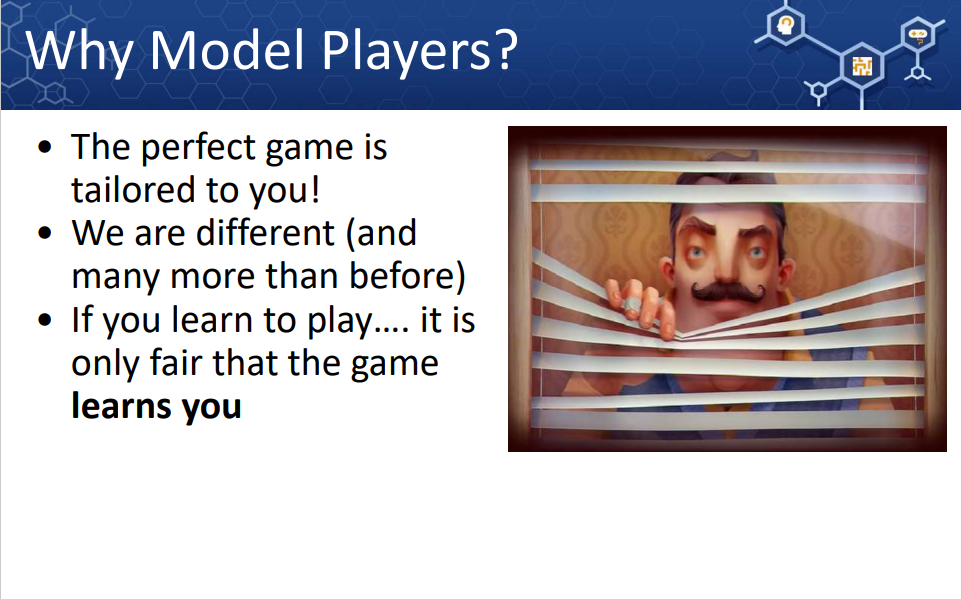 Why Model Players?
• The perfect game is
tailored to you!
• We are different (and
many more than before)
• If you learn to play…. it is
only fair that the game
learns you